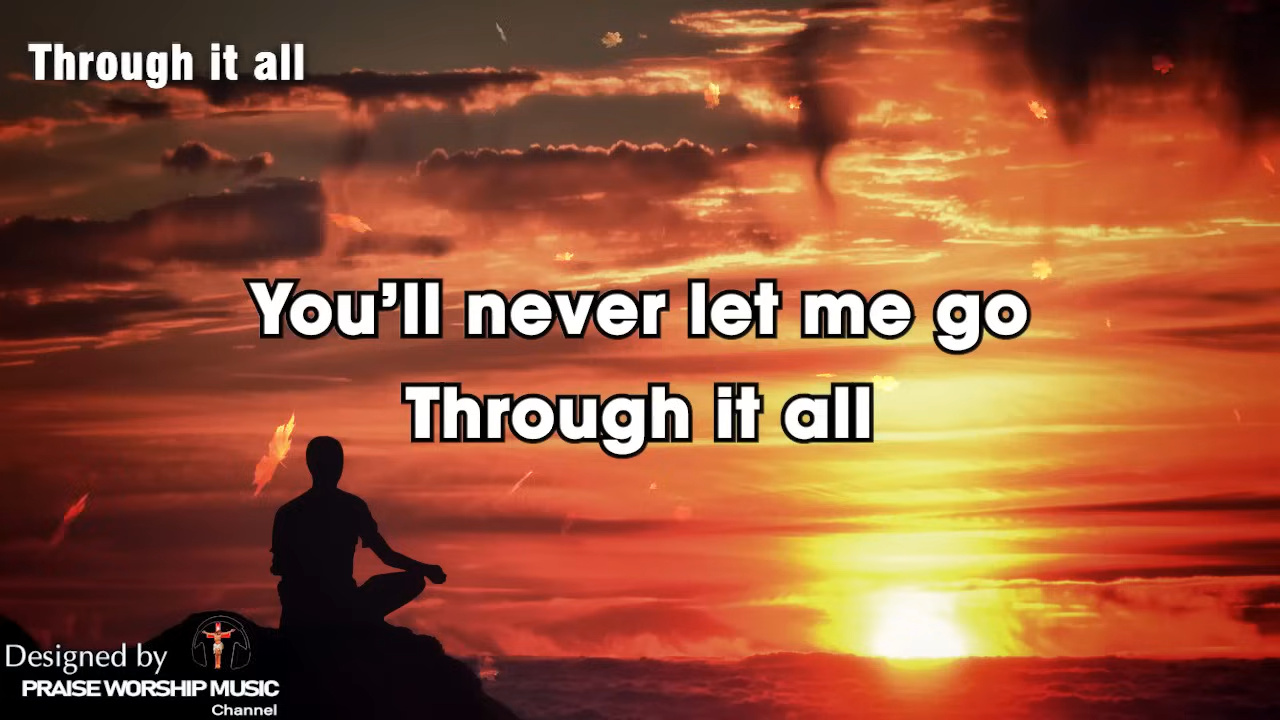 Through it all
You’ll never let me go
Through it all
Designed by
PRAISE WORSHIP MUSIC
Channel